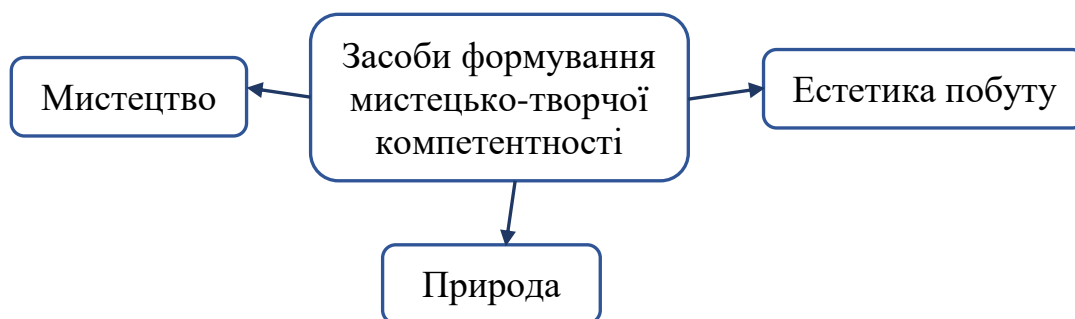 Засоби формування
мистецько-творчої
компетентності
Мистецтво
Естетика побуту
Природа